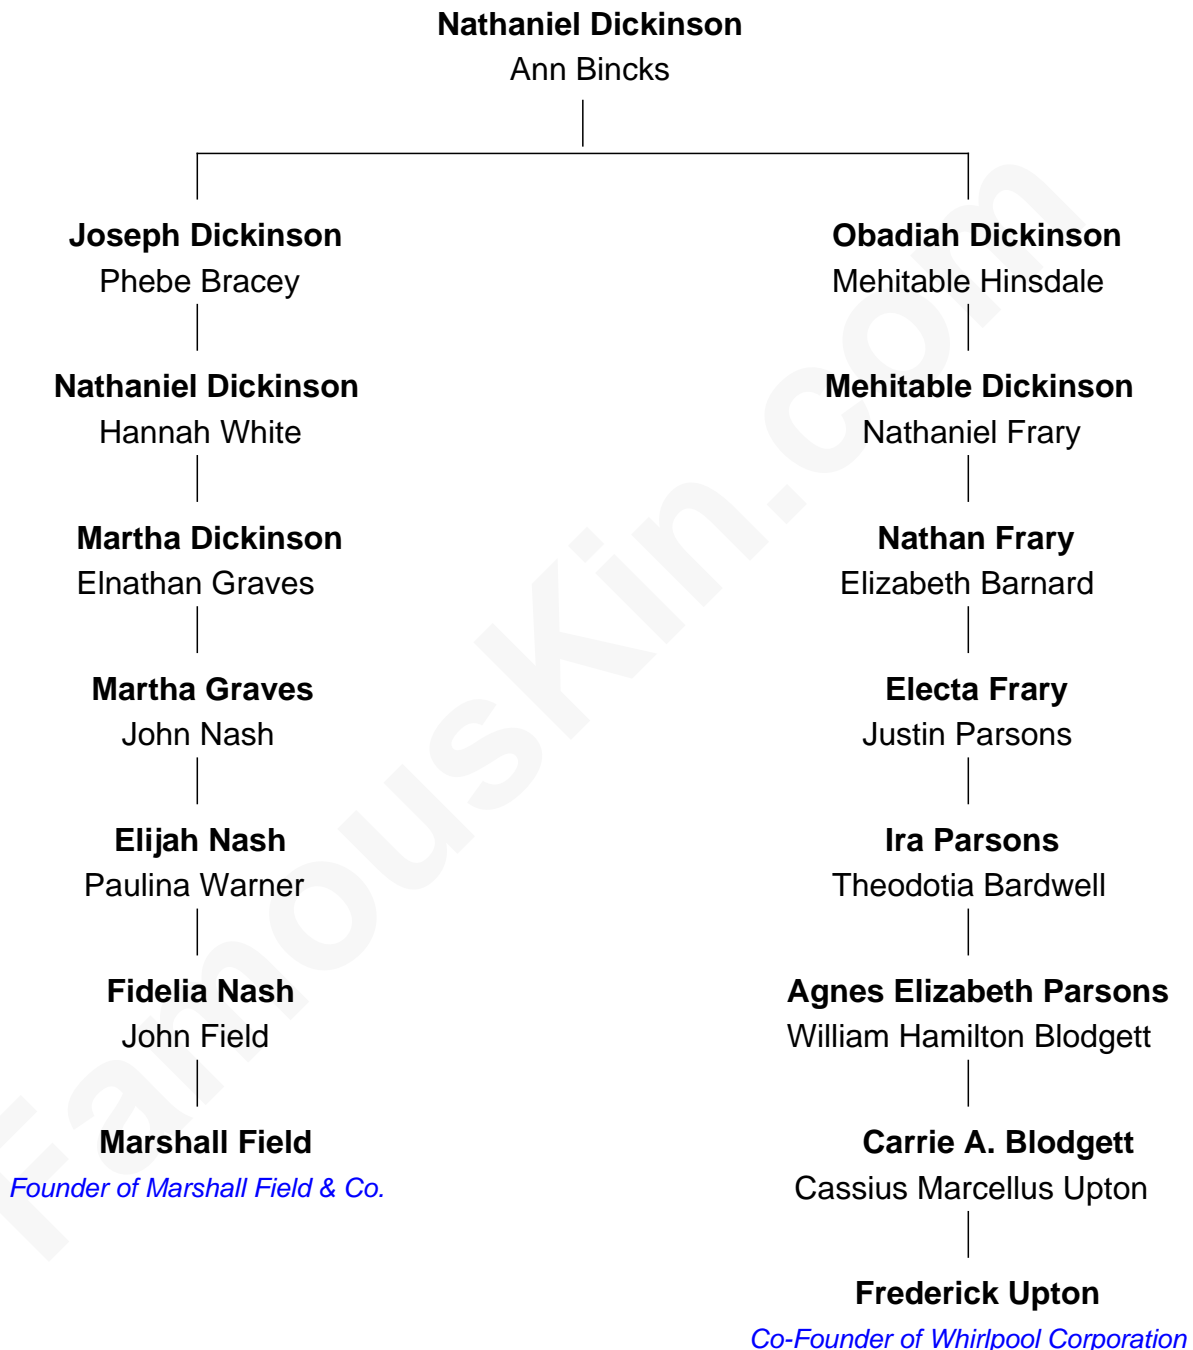 Nathaniel Dickinson
Ann Bincks
Joseph Dickinson
Phebe Bracey
Nathaniel Dickinson
Hannah White
Martha Dickinson
Elnathan Graves
Martha Graves
John Nash
Elijah Nash
Paulina Warner
Fidelia Nash
John Field
Marshall Field
Founder of Marshall Field & Co.
Obadiah Dickinson
Mehitable Hinsdale
Mehitable Dickinson
Nathaniel Frary
Nathan Frary
Elizabeth Barnard
Electa Frary
Justin Parsons
Ira Parsons
Theodotia Bardwell
Agnes Elizabeth Parsons
William Hamilton Blodgett
Carrie A. Blodgett
Cassius Marcellus Upton
Frederick Upton
Co-Founder of Whirlpool Corporation
FamousKin.com